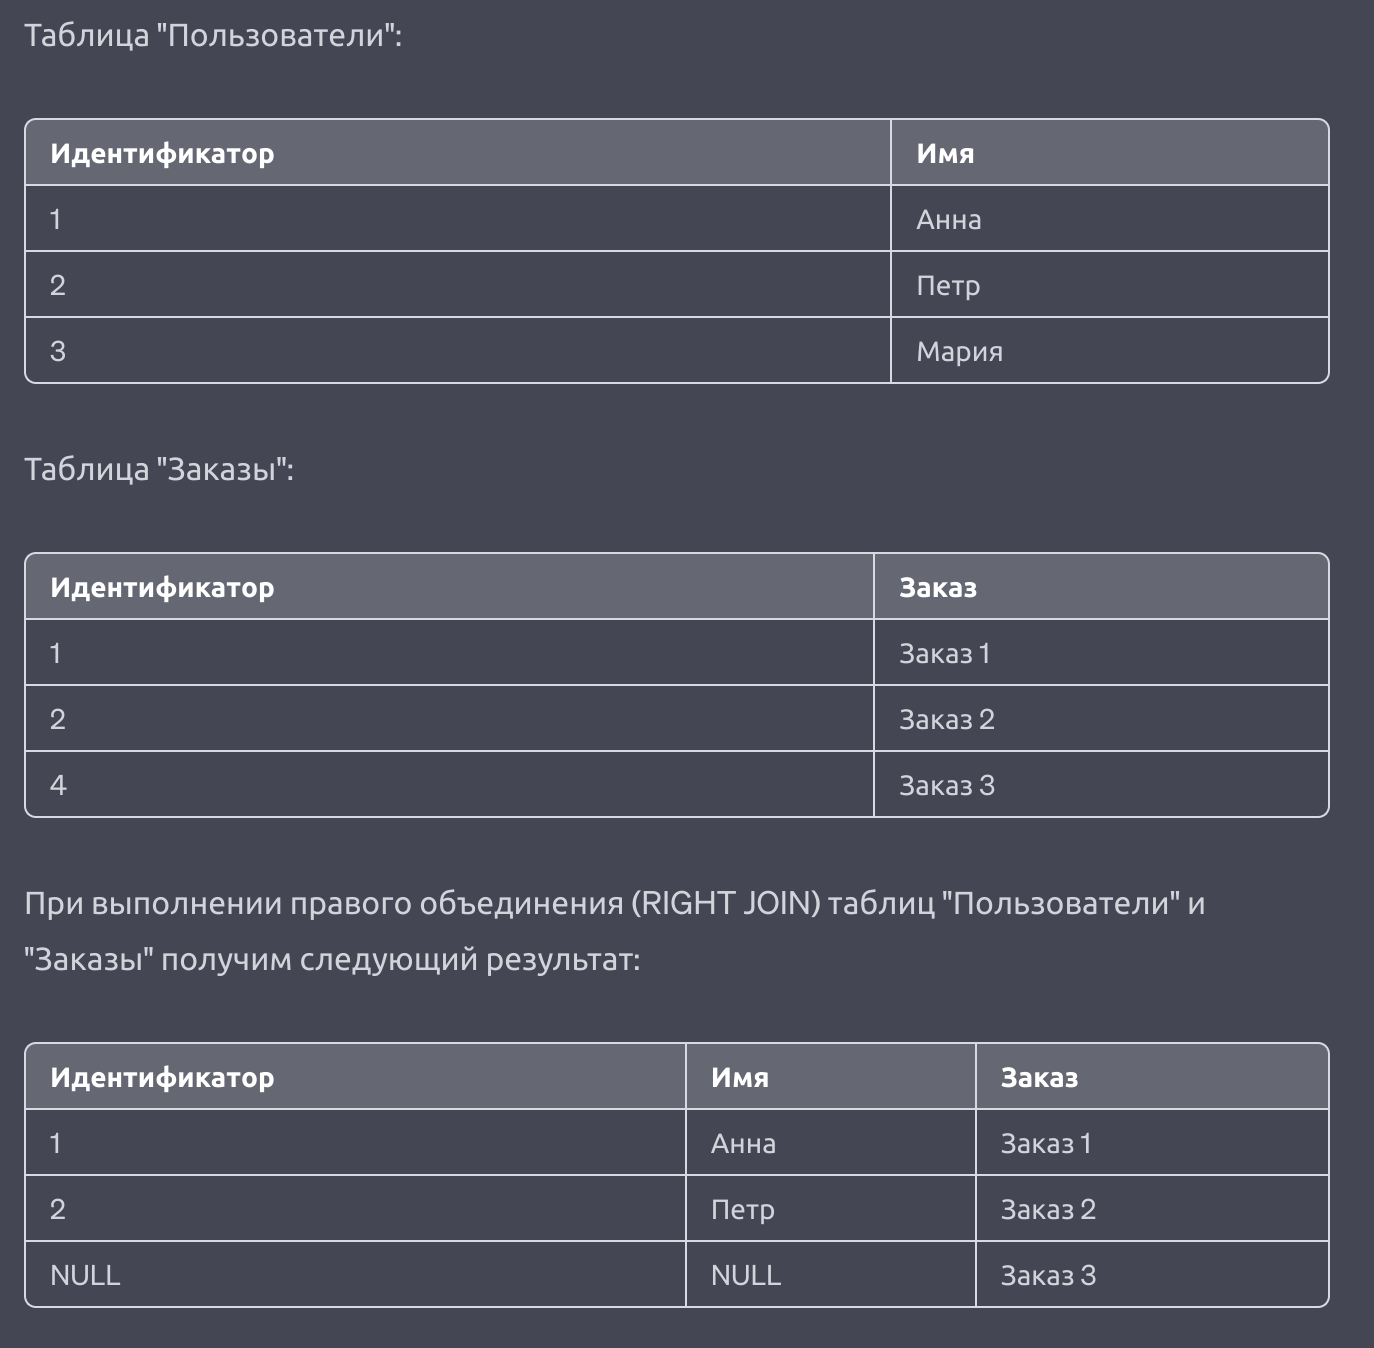 Таблица "Пользователи":
Идентификатор Имя
1 Анна
2 Петр
3 Мария
Таблица "Заказы":
Идентификатор Заказ
1 Заказ 1
2 Заказ 2
4 Заказ 3
При выполнении правого объединения (RIGHT JOIN) таблиц "Пользователи" и
"Заказы" получим следующий результат:
Идентификатор Имя Заказ
1 Анна Заказ 1
2 Петр Заказ 2
NULL NULL Заказ 3